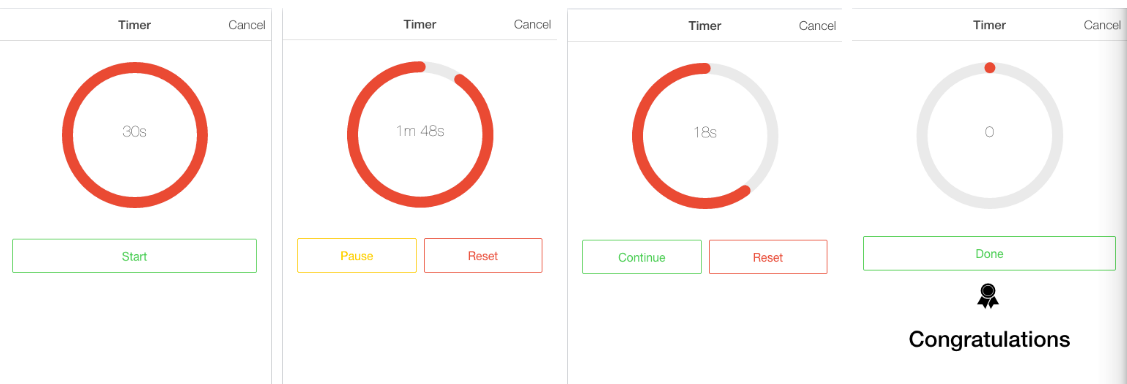 Timer Cancel
30s
Start
Timer Cancel
1m 48s
Pause Reset
Timer Cancel
18s
Continue Reset
Timer Cancel
0
Done
Congratulations